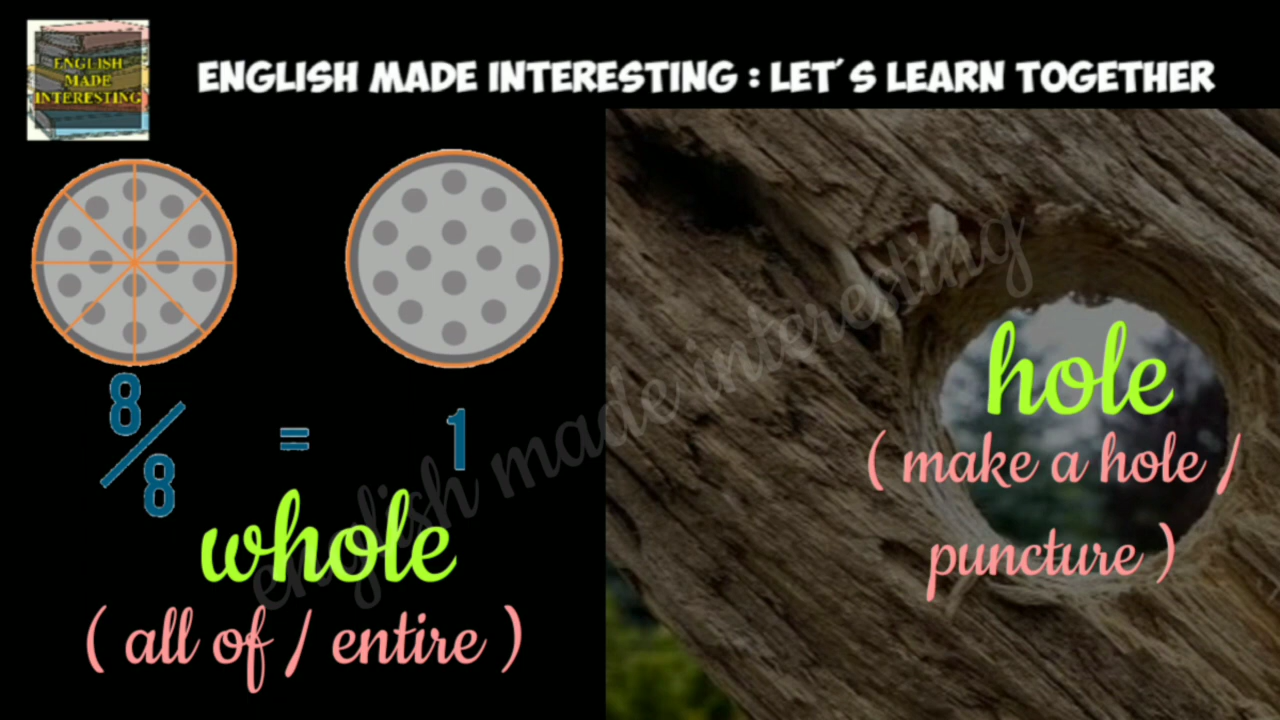 ENGLISH
MADE
INTERESTING
ENGLISH MADE INTERESTING : LET´S LEARN TOGETHER
8/8 = 1
whole
( all of / entire )
hole
( make a hole /
puncture )
english made interesting